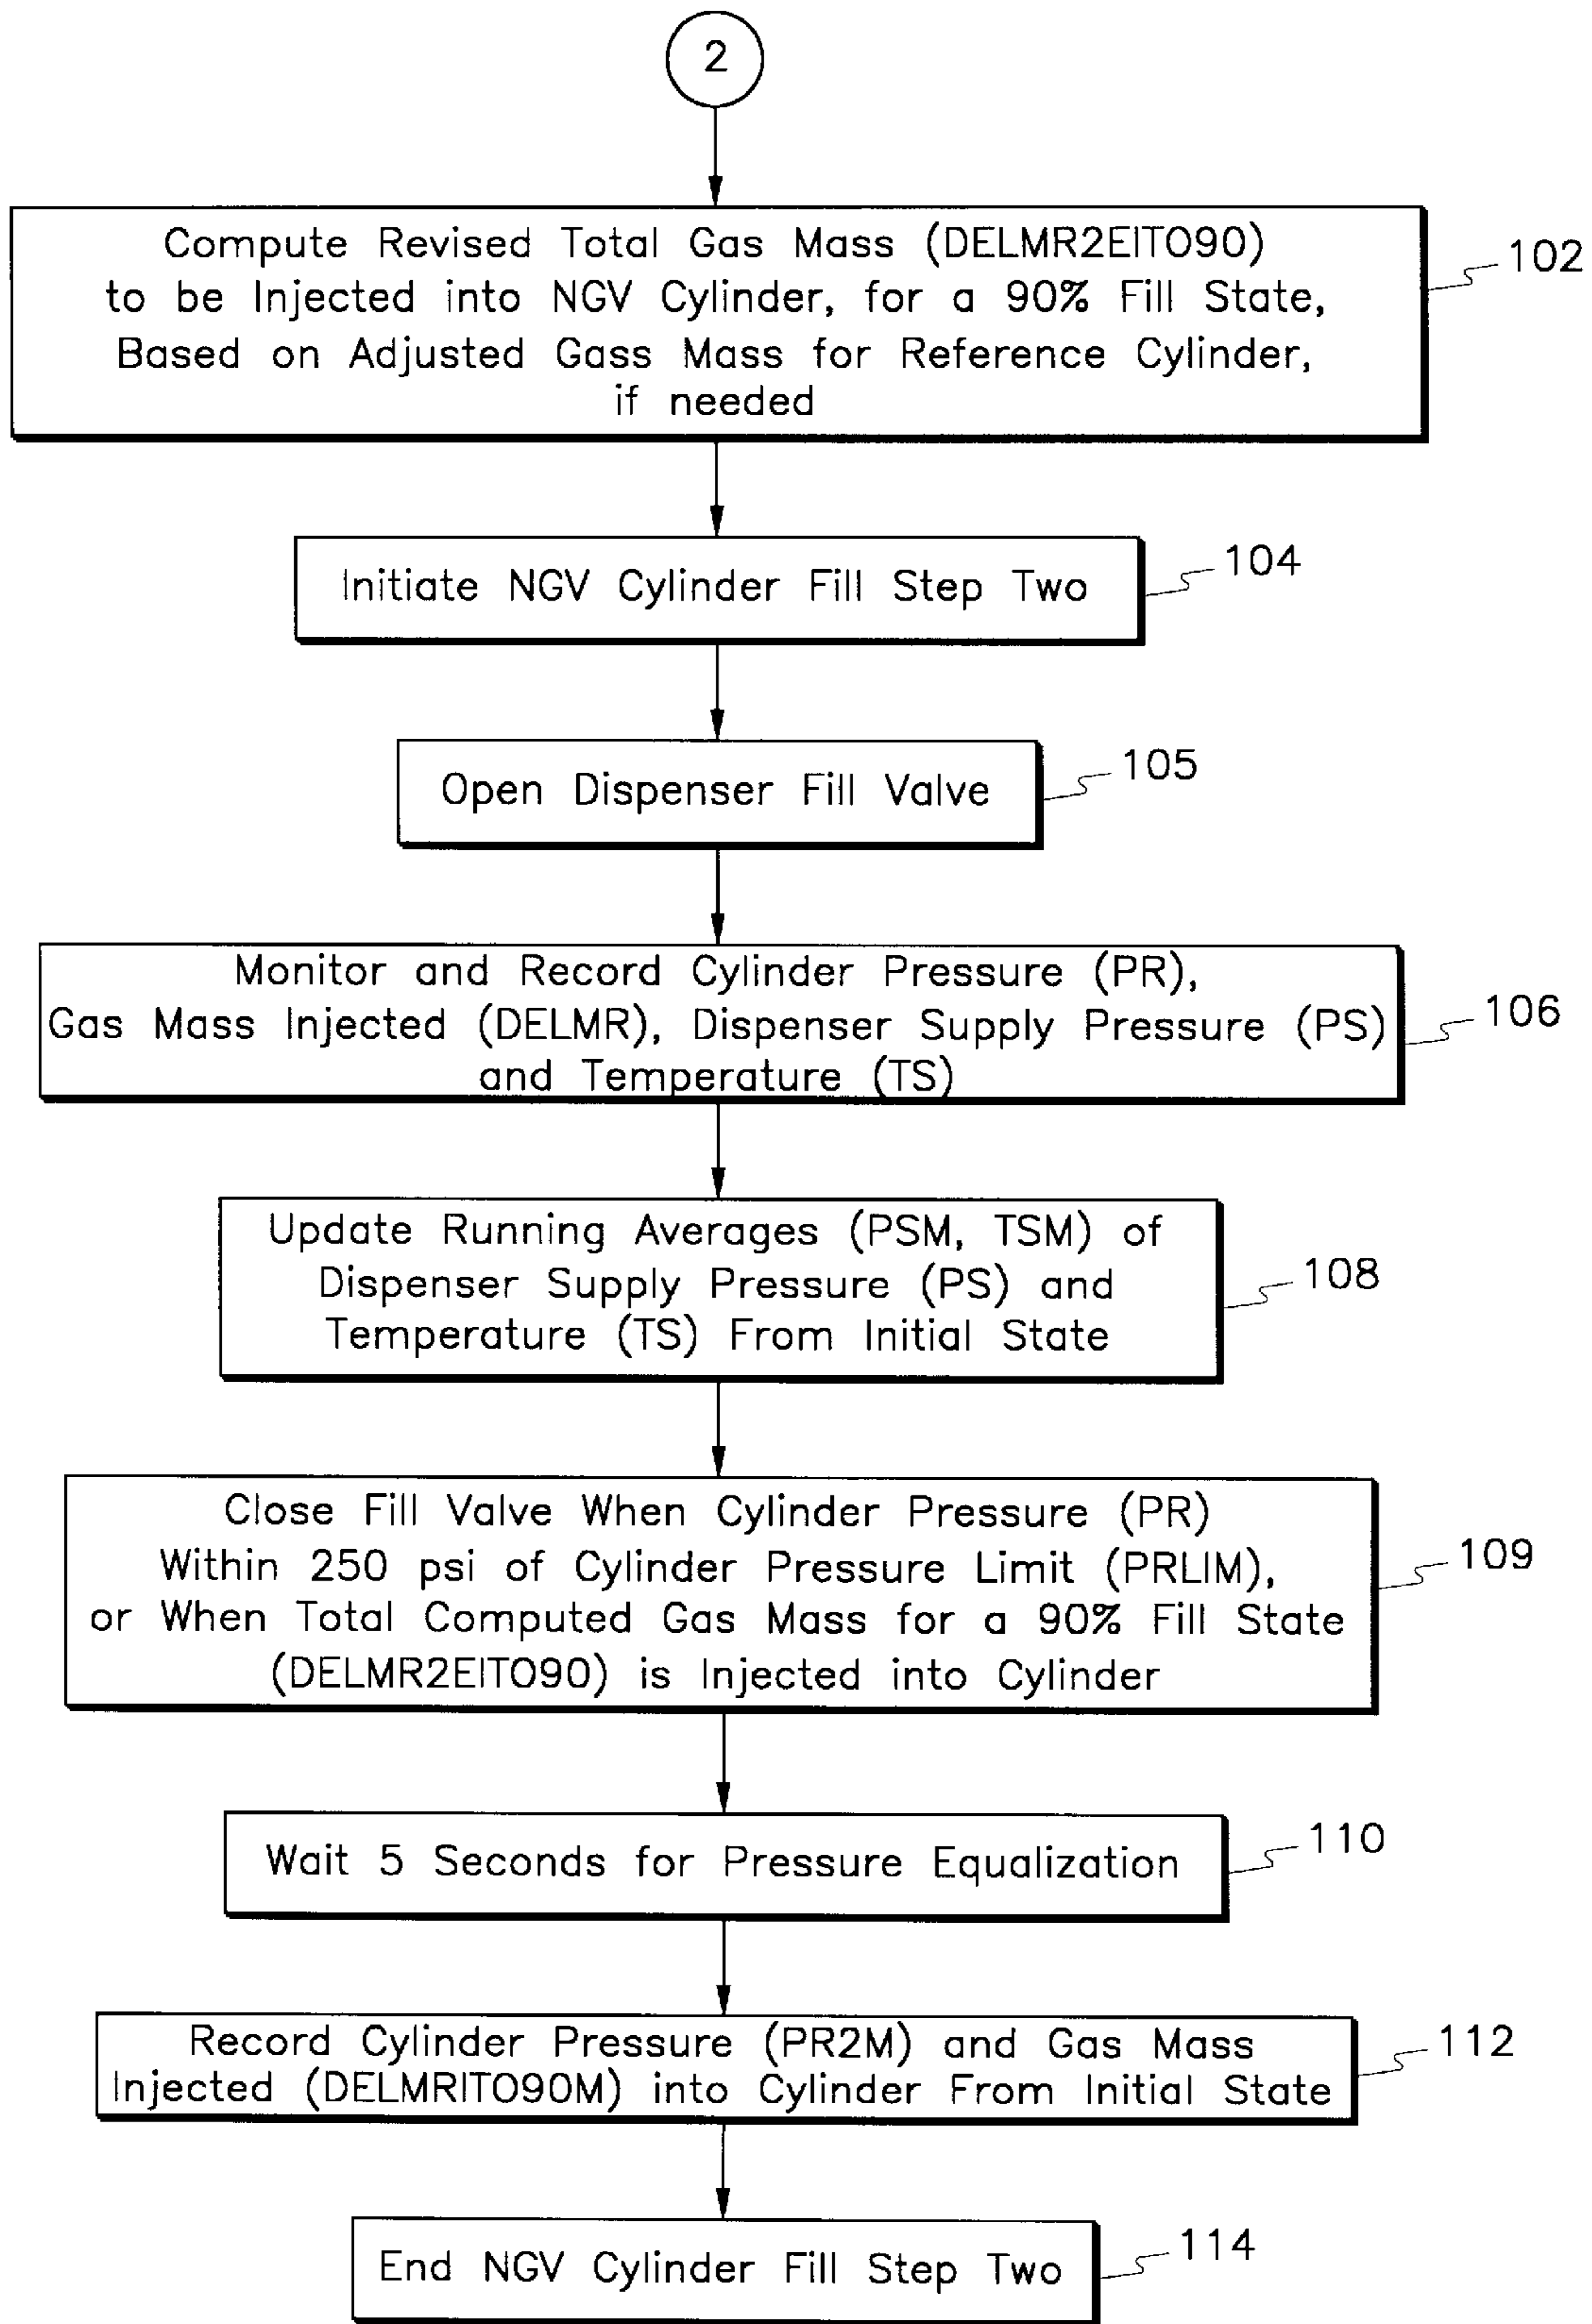 2
Compute Revised Total Gas Mass (DELMR2EITO90)
to be Injected into NGV Cylinder, for a 90% Fill State,
Based on Adjusted Gass Mass for Reference Cylinder,
if needed
102
Initiate NGV Cylinder Fill Step Two
104
Open Dispenser Fill Valve
105
Monitor and Record Cylinder Pressure (PR),
Gas Mass Injected (DELMR), Dispenser Supply Pressure (PS)
and Temperature (TS)
106
Update Running Averages (PSM, TSM) of
Dispenser Supply Pressure (PS) and
Temperature (TS) From Initial State
108
Close Fill Valve When Cylinder Pressure (PR)
Within 250 psi of Cylinder Pressure Limit (PRLIM),
or When Total Computed Gas Mass for a 90% Fill State
(DELMR2EITO90) is Injected into Cylinder
109
Wait 5 Seconds for Pressure Equalization
110
Record Cylinder Pressure (PR2M) and Gas Mass
Injected (DELMRITO90M) into Cylinder From Initial State
112
End NGV Cylinder Fill Step Two
114